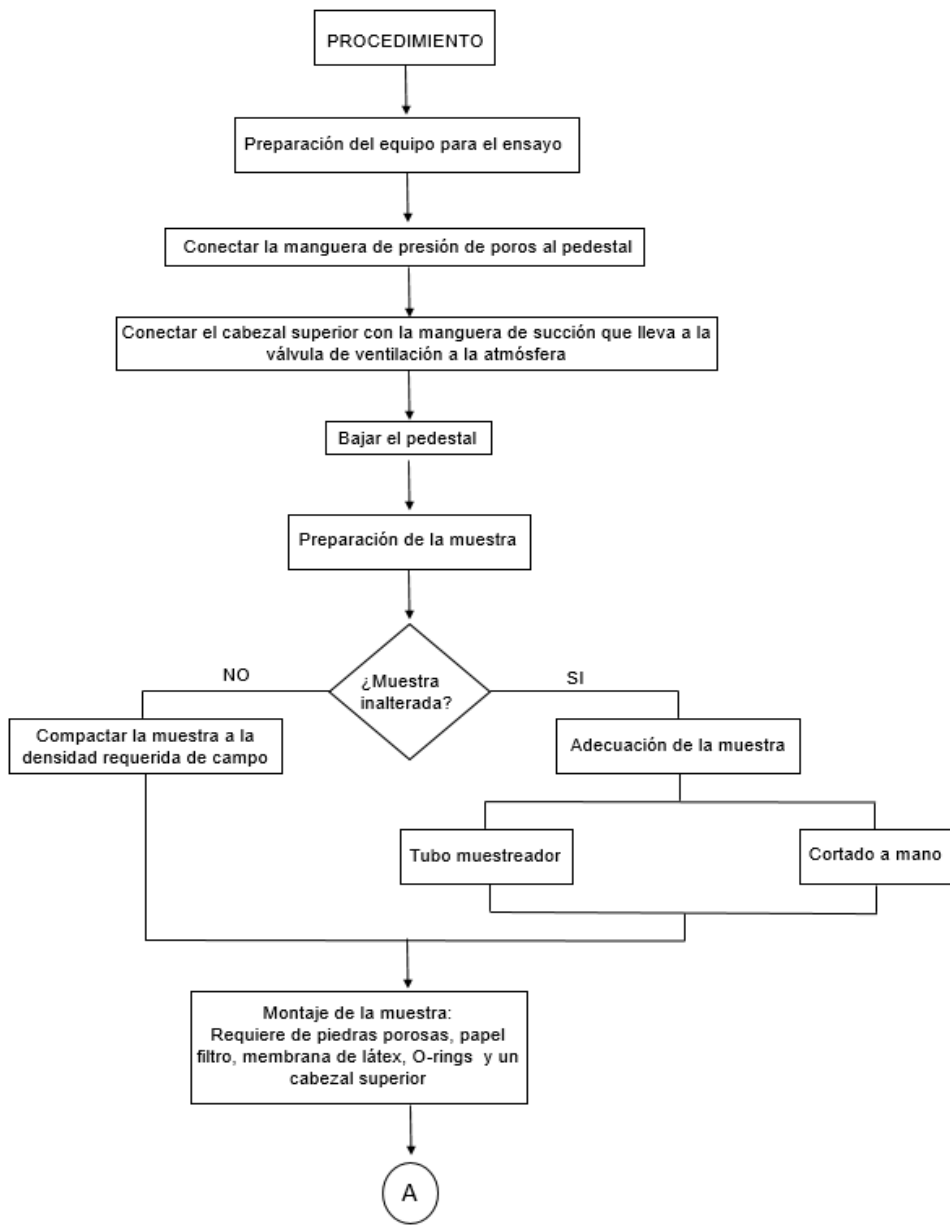 PROCEDIMIENTO
Preparación del equipo para el ensayo
Conectar la manguera de presión de poros al pedestal
Conectar el cabezal superior con la manguera de succión que lleva a la
válvula de ventilación a la atmósfera
Bajar el pedestal
Preparación de la muestra
¿Muestra
inalterada?
NO
SI
Compactar la muestra a la
densidad requerida de campo
Adecuación de la muestra
Tubo muestreador
Cortado a mano
Montaje de la muestra:
Requiere de piedras porosas, papel
filtro, membrana de látex, O-rings y un
cabezal superior
A